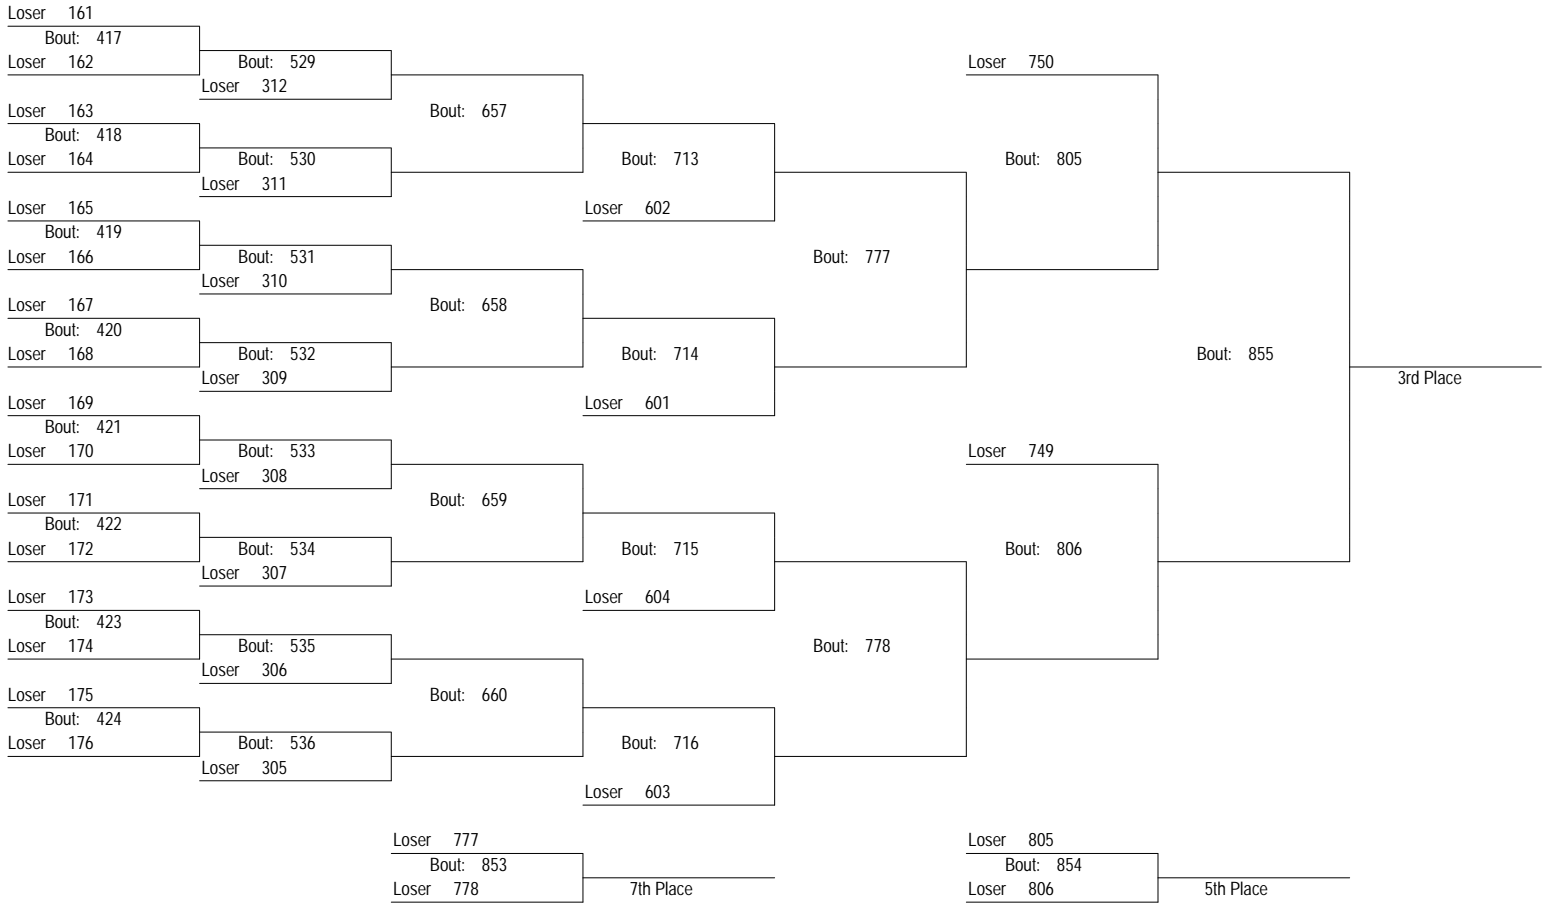 Loser 161
Bout: 417
Loser 162
Bout: 529
Loser 750
Loser 312
Loser 163
Bout: 657
Bout: 418
Loser 164
Bout: 530
Bout: 713
Bout: 805
Loser 311
Loser 165
Loser 602
Bout: 419
Loser 166
Bout: 531
Bout: 777
Loser 310
Loser 167
Bout: 658
Bout: 420
Loser 168
Bout: 532
Bout: 714
Bout: 855
Loser 309
3rd Place
Loser 169
Loser 601
Bout: 421
Loser 170
Bout: 533
Loser 749
Loser 308
Loser 171
Bout: 659
Bout: 422
Loser 172
Bout: 534
Bout: 715
Bout: 806
Loser 307
Loser 173
Loser 604
Bout: 423
Loser 174
Bout: 535
Bout: 778
Loser 306
Loser 175
Bout: 660
Bout: 424
Loser 176
Bout: 536
Bout: 716
Loser 305
Loser 603
Loser 777
Bout: 853
Loser 778
7th Place
Loser 805
Bout: 854
Loser 806
5th Place